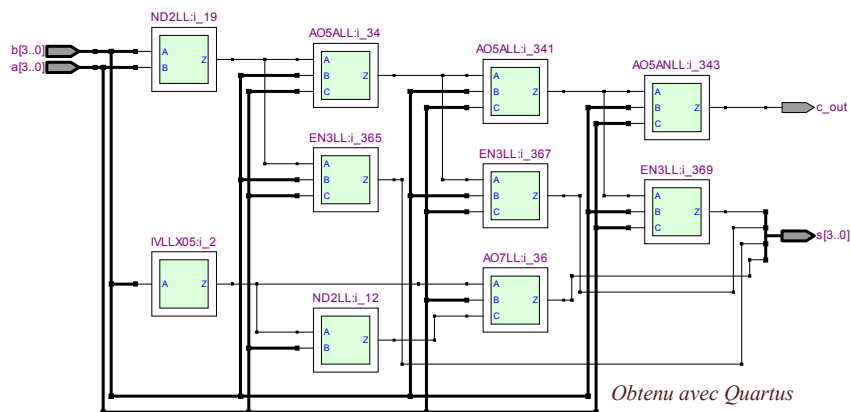 ND2LL:i_19
A
B
Z
b[3..0]
a[3..0]
AO5ALL:i_34
A
B
C
Z
AO5ALL:i_341
A
B
C
Z
AO5ANLL:i_343
A
B
C
Z
c_out
EN3LL:i_365
A
B
C
Z
EN3LL:i_367
A
B
C
Z
EN3LL:i_369
A
B
C
Z
s[3..0]
IVLLX05:i_2
A
Z
ND2LL:i_12
A
B
Z
AO7LL:i_36
A
B
C
Z
Obtenu avec Quartus